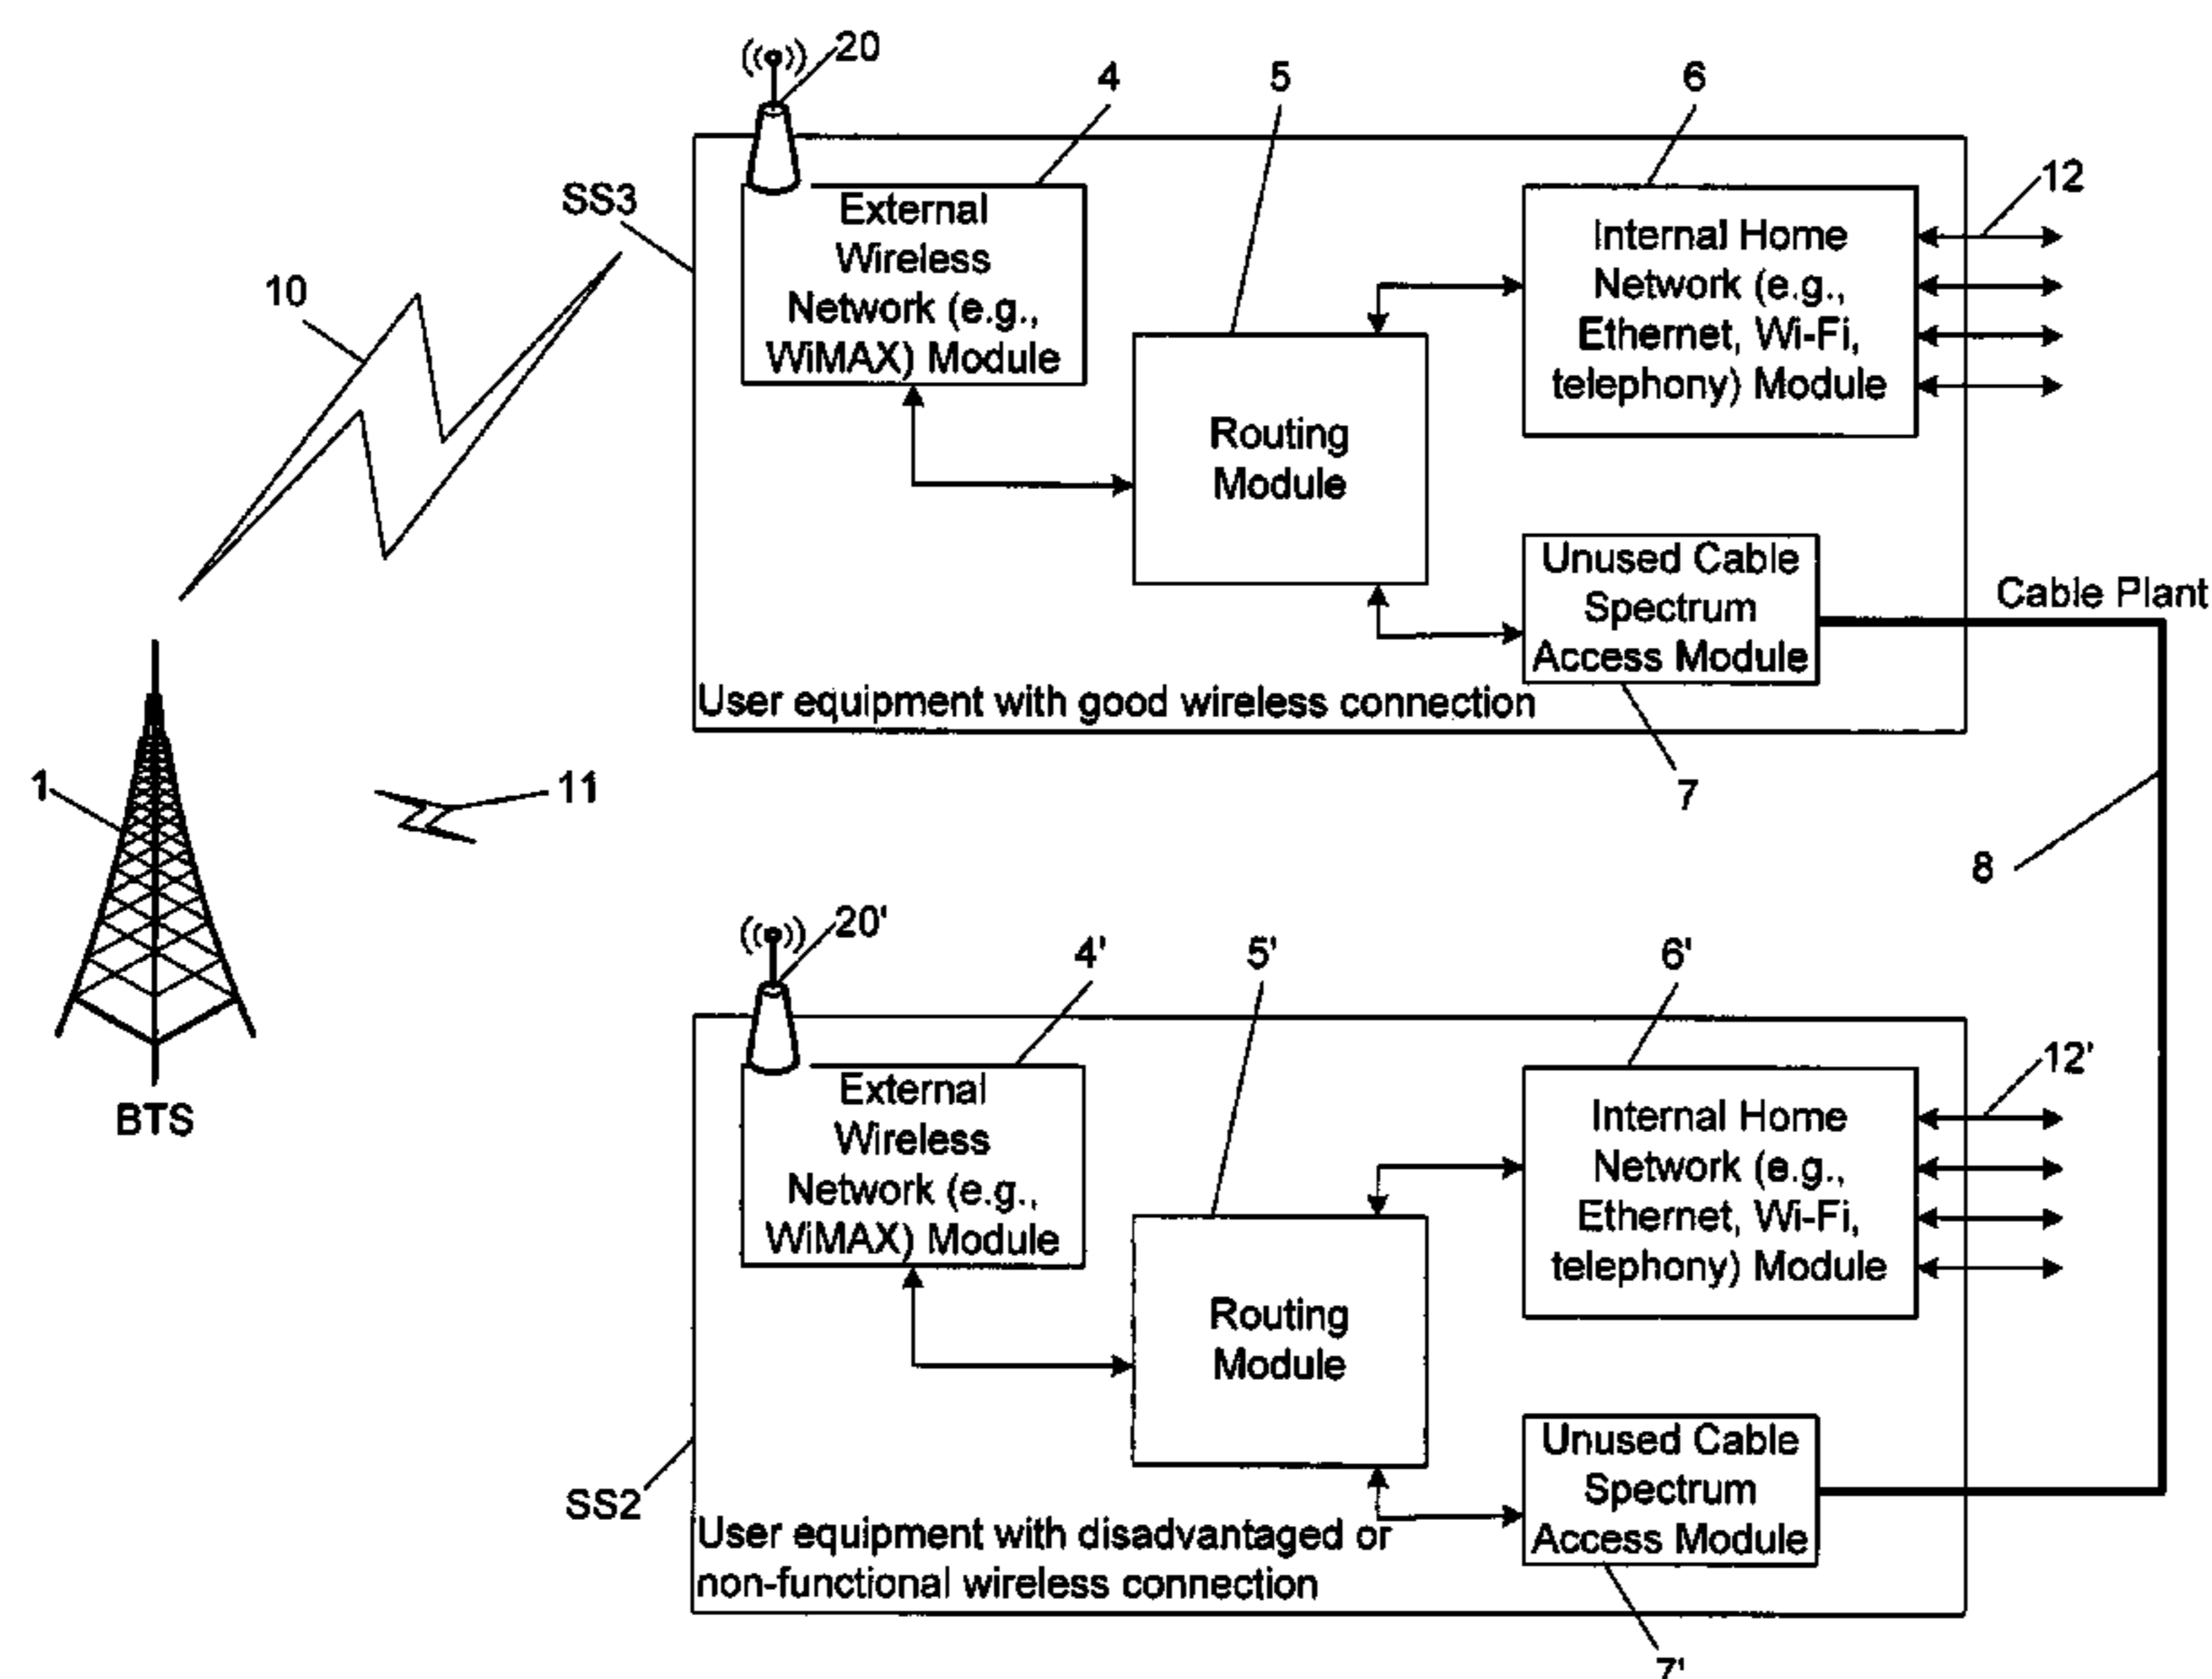 20
4
5
6
12
SS3
10
External
Wireless
Network (e.g.,
WiMAX) Module
Routing
Module
Internal Home
Network (e.g.,
Ethernet, Wi-Fi,
telephony) Module
Unused Cable
Spectrum
Access Module
Cable Plant
User equipment with good wireless connection
7
8
1
11
BTS
20'
4'
5'
6'
12'
External
Wireless
Network (e.g.,
WiMAX) Module
Routing
Module
Internal Home
Network (e.g.,
Ethernet, Wi-Fi,
telephony) Module
Unused Cable
Spectrum
Access Module
SS2
User equipment with disadvantaged or
non-functional wireless connection
7'